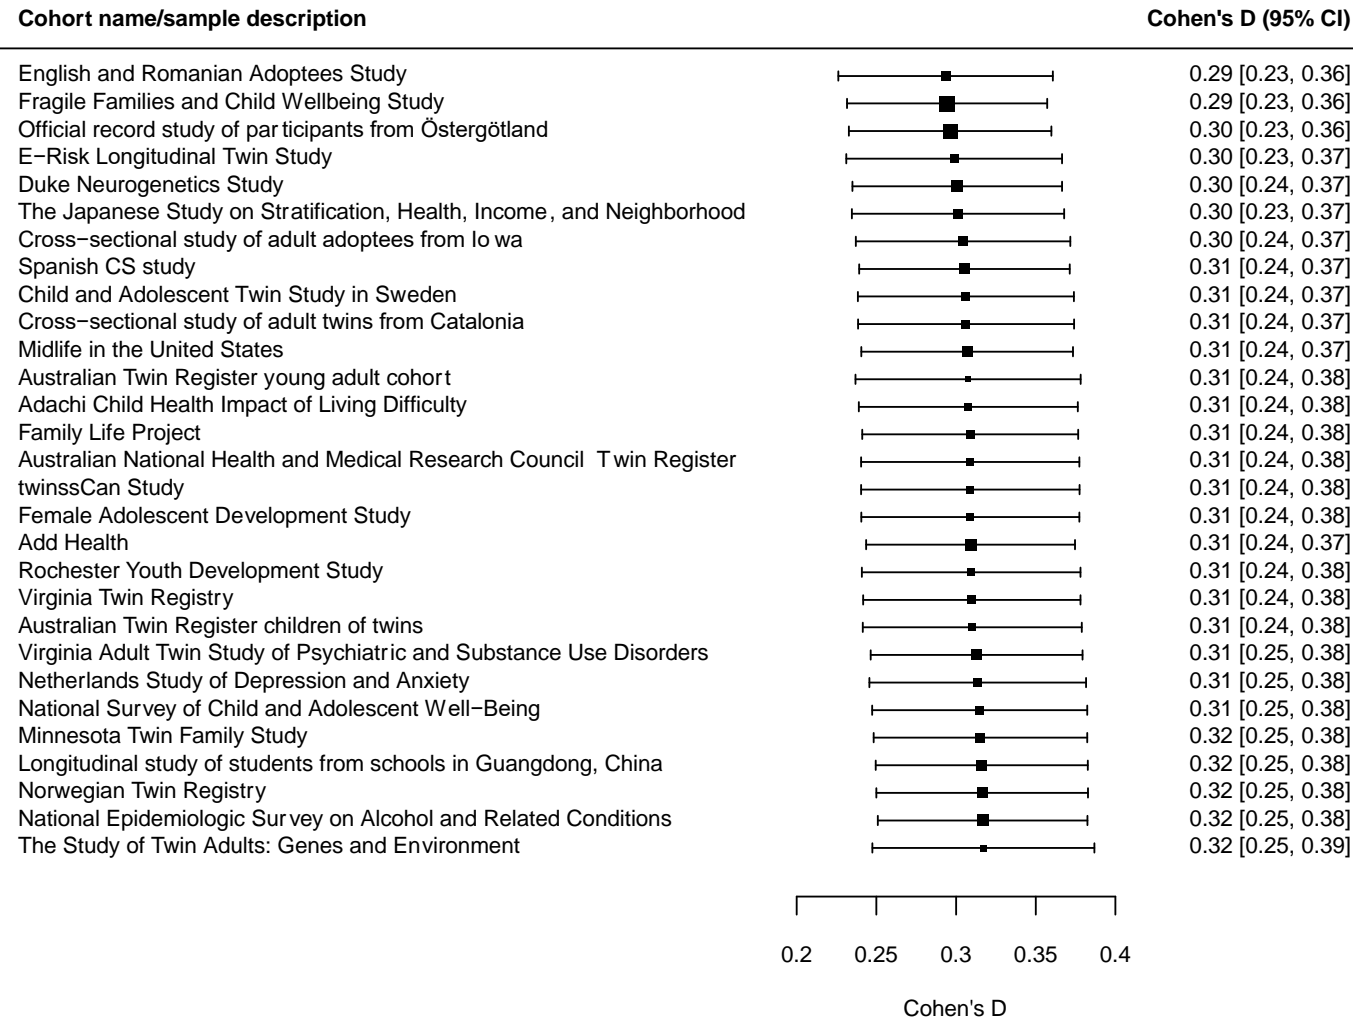 Cohort name/sample description Cohen's D (95% CI)
English and Romanian Adoptees Study 0.29 [0.23, 0.36]
Fragile Families and Child Wellbeing Study 0.29 [0.23, 0.36]
Official record study of participants from Östergötland 0.30 [0.23, 0.36]
E−Risk Longitudinal Twin Study 0.30 [0.23, 0.37]
Duke Neurogenetics Study 0.30 [0.24, 0.37]
The Japanese Study on Stratification, Health, Income, and Neighborhood 0.30 [0.23, 0.37]
Cross−sectional study of adult adoptees from Iowa 0.30 [0.24, 0.37]
Spanish CS study 0.31 [0.24, 0.37]
Child and Adolescent Twin Study in Sweden 0.31 [0.24, 0.37]
Cross−sectional study of adult twins from Catalonia 0.31 [0.24, 0.37]
Midlife in the United States 0.31 [0.24, 0.37]
Australian Twin Register young adult cohort 0.31 [0.24, 0.38]
Adachi Child Health Impact of Living Difficulty 0.31 [0.24, 0.38]
Family Life Project 0.31 [0.24, 0.38]
Australian National Health and Medical Research Council Twin Register 0.31 [0.24, 0.38]
twinssCan Study 0.31 [0.24, 0.38]
Female Adolescent Development Study 0.31 [0.24, 0.38]
Add Health 0.31 [0.24, 0.37]
Rochester Youth Development Study 0.31 [0.24, 0.38]
Virginia Twin Registry 0.31 [0.24, 0.38]
Australian Twin Register children of twins 0.31 [0.24, 0.38]
Virginia Adult Twin Study of Psychiatric and Substance Use Disorders 0.31 [0.25, 0.38]
Netherlands Study of Depression and Anxiety 0.31 [0.25, 0.38]
National Survey of Child and Adolescent Well−Being 0.31 [0.25, 0.38]
Minnesota Twin Family Study 0.32 [0.25, 0.38]
Longitudinal study of students from schools in Guangdong, China 0.32 [0.25, 0.38]
Norwegian Twin Registry 0.32 [0.25, 0.38]
National Epidemiologic Survey on Alcohol and Related Conditions 0.32 [0.25, 0.38]
The Study of Twin Adults: Genes and Environment 0.32 [0.25, 0.39]
0.2 0.25 0.3 0.35 0.4
Cohen's D